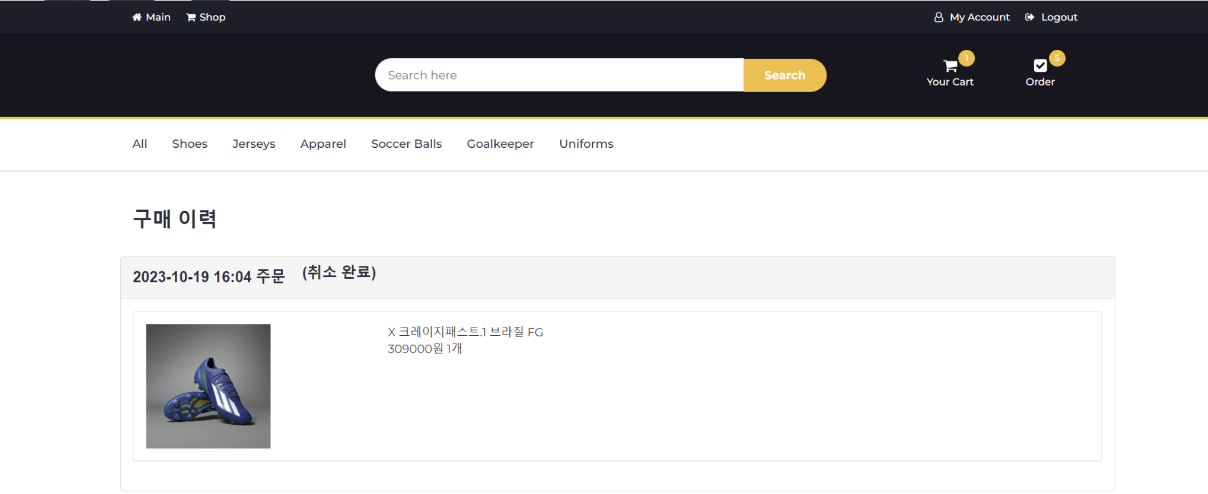 Main Shop My Account Logout
Search here Search 1 5
Your Cart Order
All Shoes Jerseys Apparel Soccer Balls Goalkeeper Uniforms
구매 이력
2023-10-19 16:04 주문 (취소 완료)
X 크레이지패스트.1 브라질 FG
309000원 1개